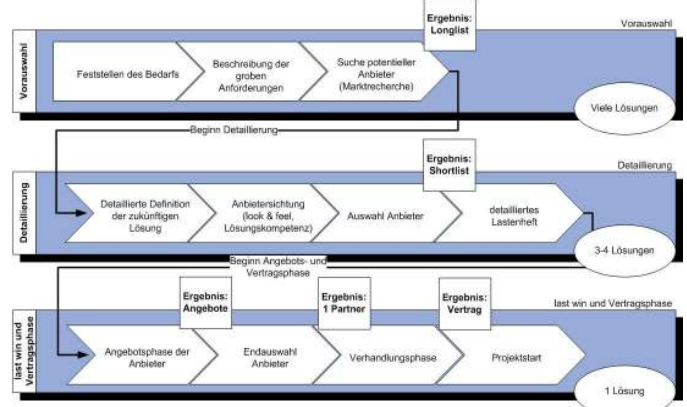 Ergebnis:
Longlist
Vorauswahl
Vorauswahl
Feststellen des Bedarfs
Beschreibung der
groben
Anforderungen
Suche potentieller
Anbieter
(Marktrecherche)
Viele Lösungen
Beginn Detaillierung
Ergebnis:
Shortlist
Detaillierung
Detaillierung
Detaillierte Definition
der zukünftigen
Lösung
Anbietersichtung
(look & feel,
Lösungskompetenz)
Auswahl Anbieter
detailliertes
Lastenheft
3-4 Lösungen
Beginn Angebots- und
Vertragsphase
Ergebnis:
Angebote
Ergebnis:
1 Partner
Ergebnis:
Vertrag
last win und Vertragsphase
last win und
Vertragsphase
Angebotsphase der
Anbieter
Endauswahl
Anbieter
Verhandlungsphase
Projektstart
1 Lösung